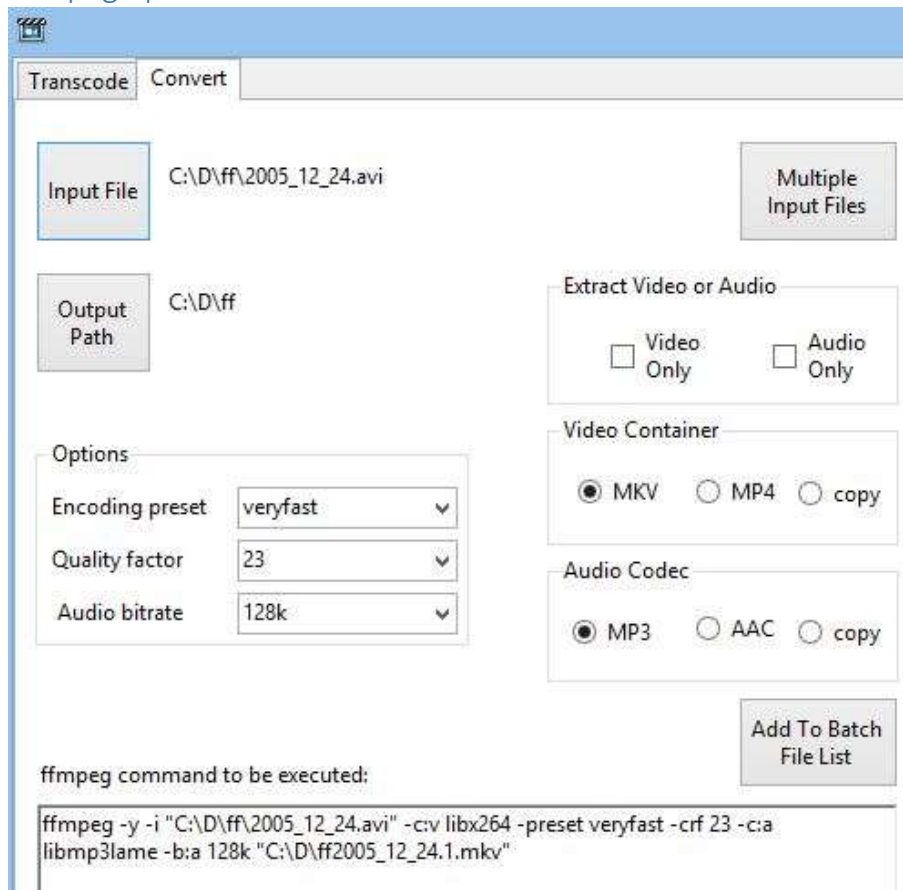 Transcode
Convert
Input File
C:\D\ff\2005_12_24.avi
Multiple
Input Files
Output
Path
C:\D\ff
Extract Video or Audio
Video
Only
Audio
Only
Options
Encoding preset
veryfast
Quality factor
23
Audio bitrate
128k
Video Container
MKV
MP4
copy
Audio Codec
MP3
AAC
copy
Add To Batch
File List
ffmpeg command to be executed:
ffmpeg -y -i "C:\D\ff\2005_12_24.avi" -c:v libx264 -preset veryfast -crf 23 -c:a
libmp3lame -b:a 128k "C:\D\ff2005_12_24.1.mkv"